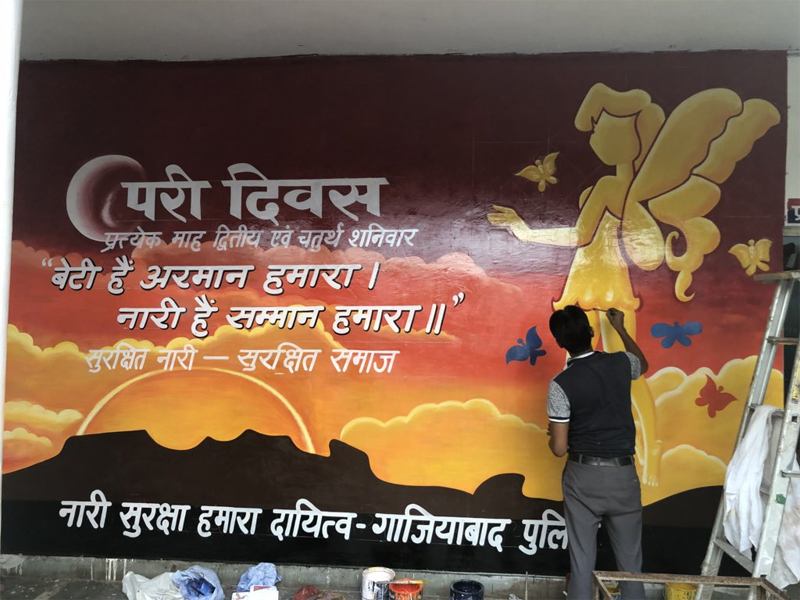 परी दिवस
प्रत्येक माह द्वितीय एवं चतुर्थ शनिवार
“बेटी हैं अरमान हमारा।
नारी हैं सम्मान हमारा॥”
सुरक्षित नारी – सुरक्षित समाज
नारी सुरक्षा हमारा दायित्व - गाजियाबाद